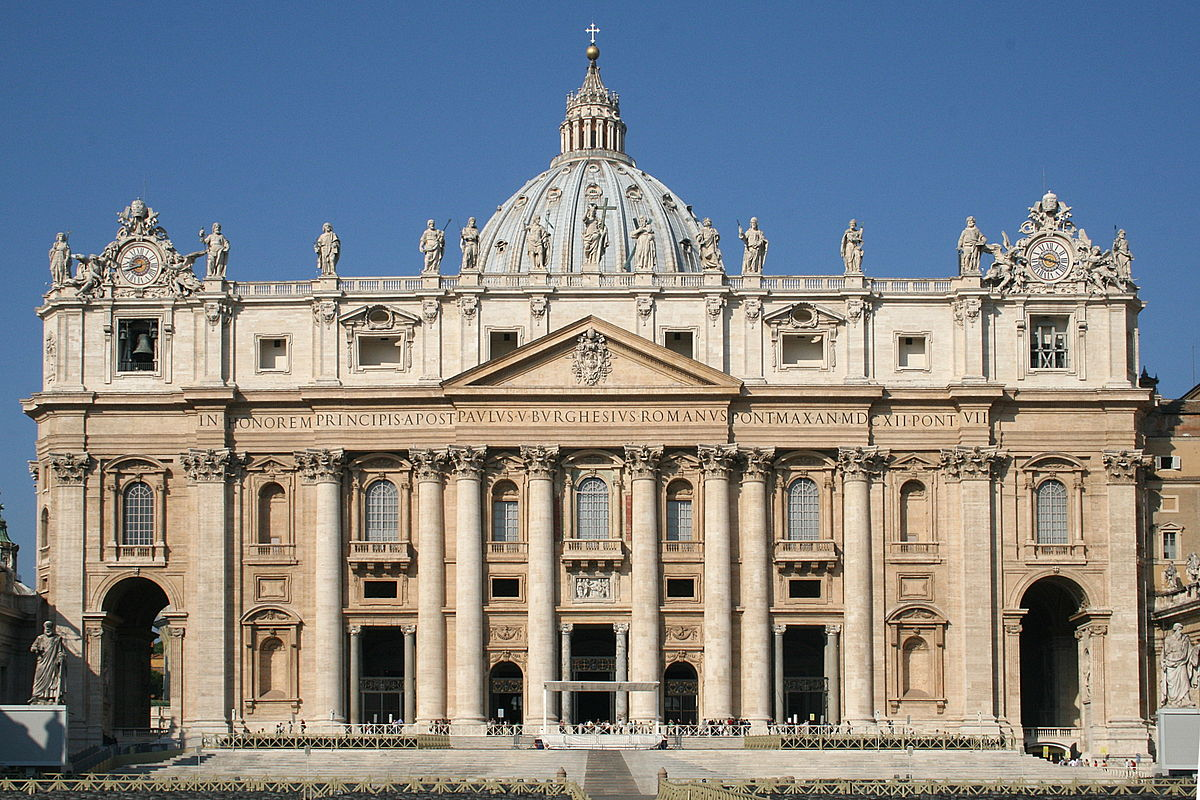 IN HONOREM PRINCIPIS APOST PAVLVS V BVRGHESIVS ROMANVS PONT MAX AN MDCXII PONT VII